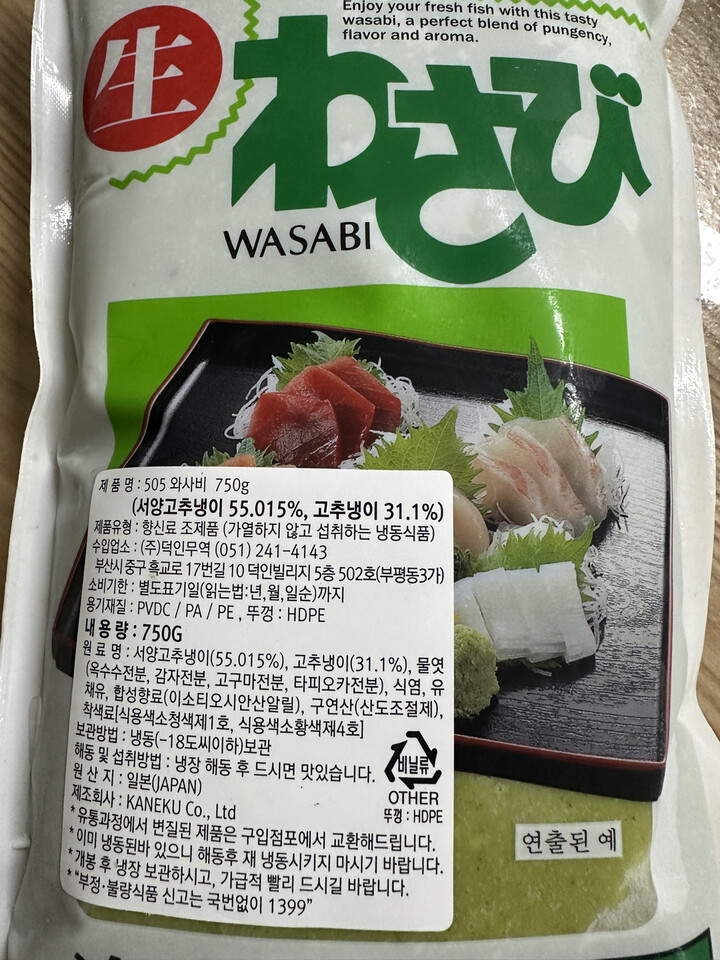 Enjoy your fresh fish with this tasty
wasabi, a perfect blend of pungency,
flavor and aroma.
生
わさび
WASABI
제 품 명 : 505 와사비 750g
(서양고추냉이 55.015%, 고추냉이 31.1%)
제품유형 : 향신료 조제품 (가열하지 않고 섭취하는 냉동식품)
수입업소 : (주)덕인무역 (051) 241-4143
부산시 중구 흑교로 17번길 10 덕인빌리지 5층 502호(부평동3가)
소비기한 : 별도표기일(읽는법:년,월,일순)까지
용기재질 : PVDC / PA / PE , 뚜껑 : HDPE
내 용 량 : 750G
원 료 명 : 서양고추냉이(55.015%), 고추냉이(31.1%), 물엿
(옥수수전분, 감자전분, 고구마전분, 타피오카전분), 식염, 유
채유, 합성향료(이소티오시안산알릴), 구연산(산도조절제),
착색료[식용색소청색제1호, 식용색소황색제4호]
보관방법 : 냉동(-18도씨이하)보관
해동 및 섭취방법 : 냉장 해동 후 드시면 맛있습니다.
원 산 지 : 일본(JAPAN)
제조회사 : KANEKU Co., Ltd
* 유통과정에서 변질된 제품은 구입점포에서 교환해드립니다.
* 이미 냉동된바 있으니 해동후 재 냉동시키지 마시기 바랍니다.
* 개봉 후 냉장 보관하시고, 가급적 빨리 드시길 바랍니다.
* "부정·불량식품 신고는 국번없이 1399"
비닐류
OTHER
뚜껑 : HDPE
연출된 예